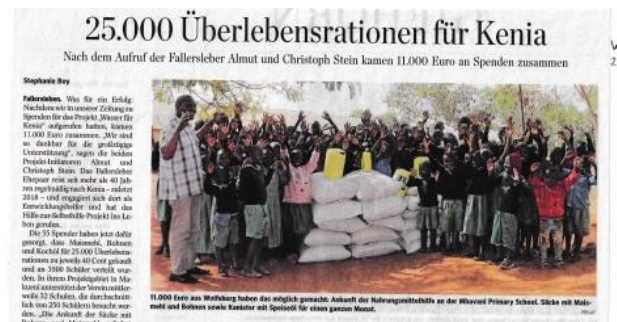 25.000 Überlebensrationen für Kenia
Nach dem Aufruf der Fallersleber Almut und Christoph Stein kamen 11.000 Euro an Spenden zusammen
Stephanie Boy
Fallersleben. Was für ein Erfolg:
Nachdem wir in unserer Zeitung zu
Spenden für das Projekt „Wasser für
Kenia“ aufgerufen hatten, kamen
11.000 Euro zusammen. „Wir sind
so dankbar für die großzügige
Unterstützung“, sagen die beiden
Projekt-Initiatoren Almut und
Christoph Stein. Das Fallersleber
Ehepaar reist seit mehr als 40 Jah-
ren regelmäßig nach Kenia – zuletzt
2018 – und engagiert sich dort als
Entwicklungshelfer und hat das
Hilfe-zur-Selbsthilfe-Projekt ins Le-
ben gerufen.
Die 55 Spender haben jetzt dafür
gesorgt, dass Maismehl, Bohnen
und Kochöl für 25.000 Überlebens-
rationen zu jeweils 40 Cent gekauft
und an 3500 Schüler verteilt wur-
den. In ihrem Projektgebiet in Ma-
kueni unterstützt der Verein mittler-
weile 32 Schulen, die durchschnitt-
lich von 250 Schülern besucht wer-
den. „Die Ankunft der Säcke mit
11.000 Euro aus Wolfsburg haben das möglich gemacht: Ankunft der Nahrungsmittelhilfe an der Mbavani Primary School. Säcke mit Mais-
mehl und Bohnen sowie Kanister mit Speiseöl für einen ganzen Monat.